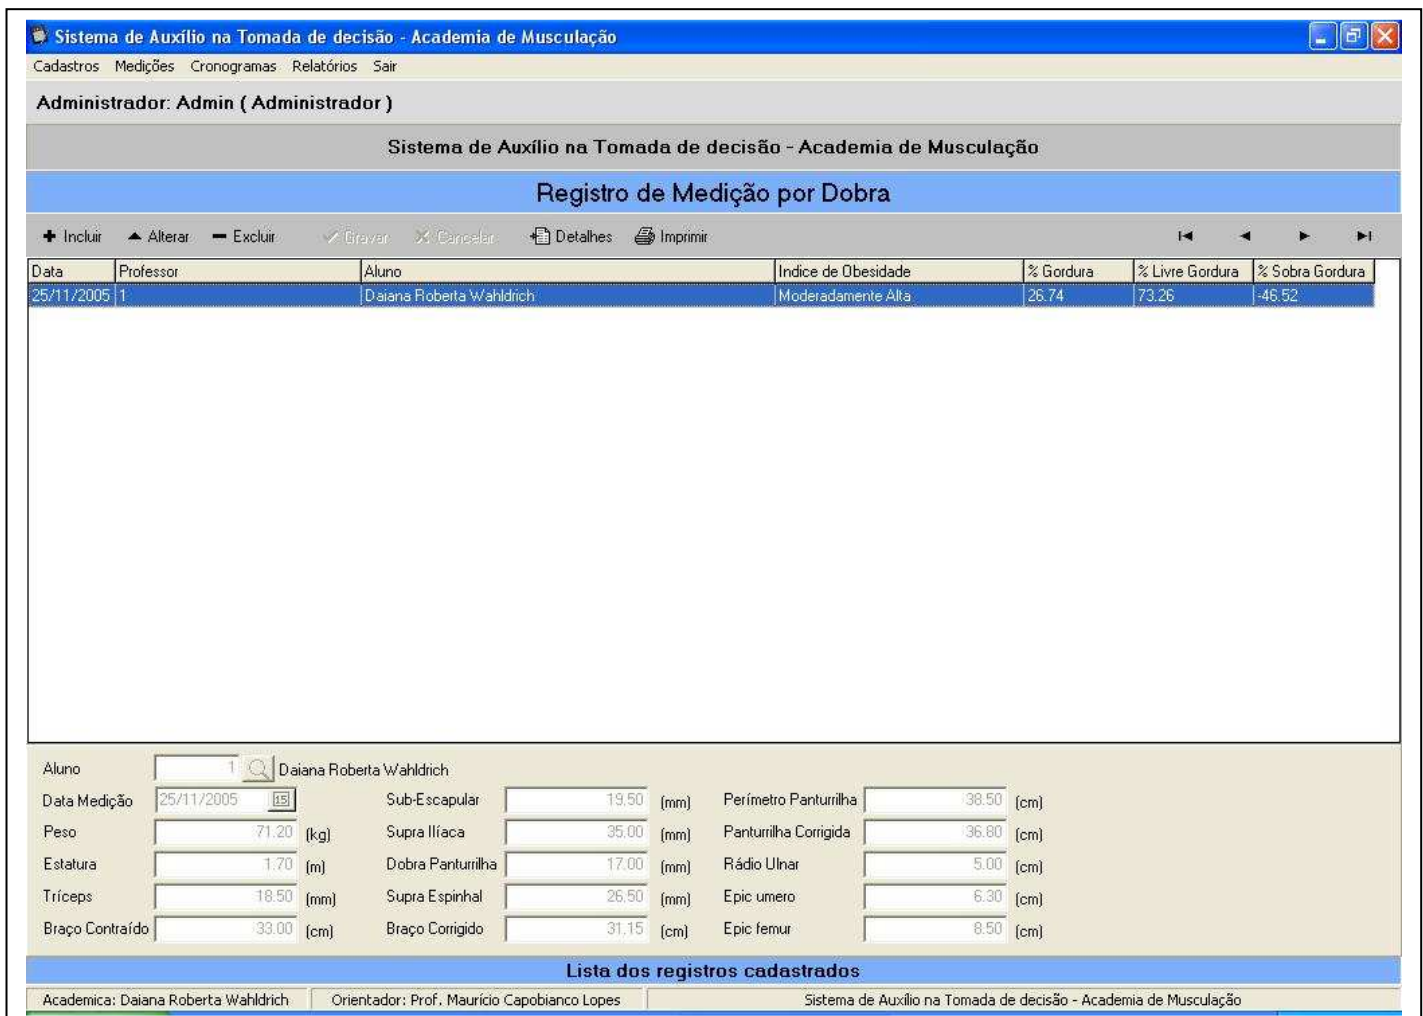 Sistema de Auxílio na Tomada de decisão - Academia de Musculação
Cadastros Medições Cronogramas Relatórios Sair
Administrador: Admin ( Administrador )
Sistema de Auxílio na Tomada de decisão - Academia de Musculação
Registro de Medição por Dobra
Incluir Alterar Excluir Gravar Cancelar Detalhes Imprimir
Data Professor Aluno Indice de Obesidade % Gordura % Livre Gordura % Sobra Gordura
25/11/2005 1 Daiana Roberta Wahldrich Moderadamente Alta 26.74 73.26 -46.52
Aluno 1 Daiana Roberta Wahldrich
Data Medição 25/11/2005 15 Sub-Escapular 19.50 (mm) Perímetro Panturrilha 38.50 (cm)
Peso 71.20 (kg) Supra Ilíaca 35.00 (mm) Panturrilha Corrigida 36.80 (cm)
Estatura 1.70 (m) Dobra Panturrilha 17.00 (mm) Rádio Ulnar 5.00 (cm)
Tríceps 18.50 (mm) Supra Espinhal 26.50 (mm) Epic umero 6.30 (cm)
Braço Contraído 33.00 (cm) Braço Corrigido 31.15 (cm) Epic femur 8.50 (cm)
Lista dos registros cadastrados
Academica: Daiana Roberta Wahldrich Orientador: Prof. Maurício Capobianco Lopes Sistema de Auxílio na Tomada de decisão - Academia de Musculação